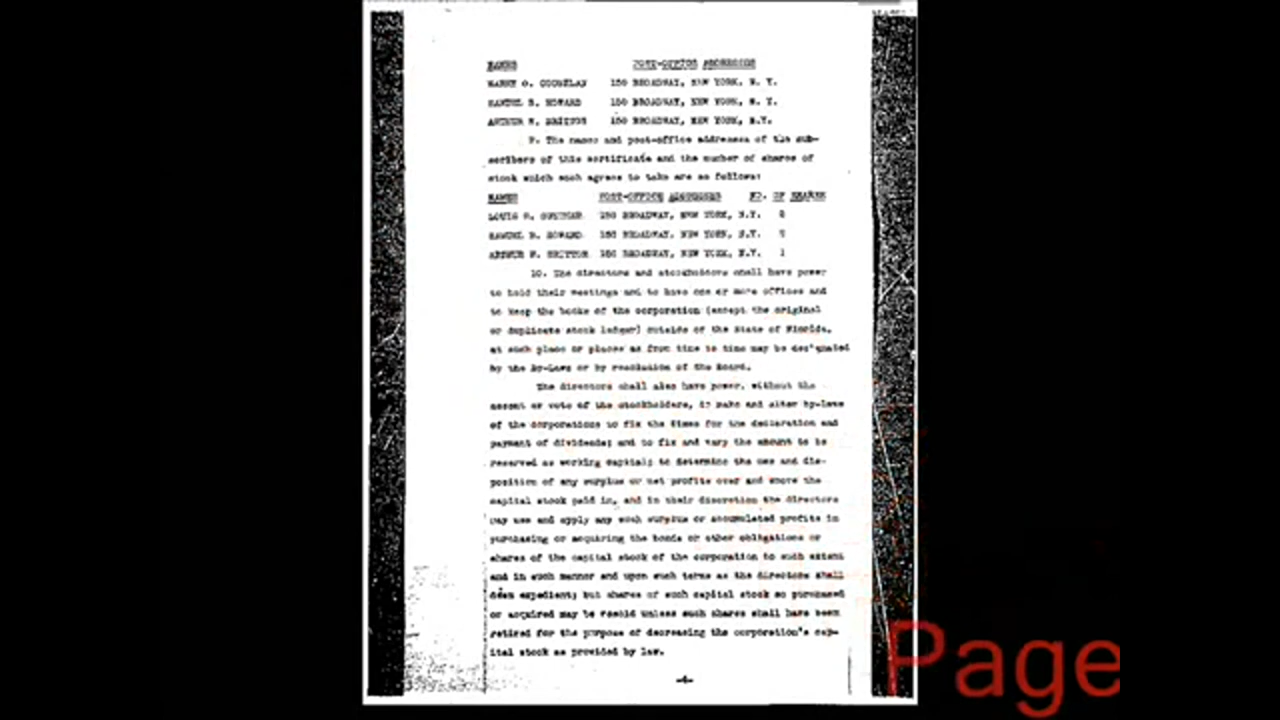 NAMES POST-OFFICE ADDRESSES
HARRY O. COUGHLAN 150 BROADWAY, NEW YORK, N. Y.
SAMUEL B. HOWARD 150 BROADWAY, NEW YORK, N. Y.
ARTHUR W. BRITTON 150 BROADWAY, NEW YORK, N.Y.
9. The names and post-office addresses of the sub-
scribers of this certificate and the number of shares of
stock which each agrees to take are as follows:
NAMES POST-OFFICE ADDRESSES NO. OF SHARES
LOUIS 150 BROADWAY, NEW YORK, N.Y.
SAMUEL B. HOWARD 150 BROADWAY, NEW YORK, N.Y.
ARTHUR W. BRITTON 150 BROADWAY, NEW YORK, N.Y. 1
10. The directors and stockholders shall have power
to hold their meetings and to have one or more offices and
to keep the books of the corporation (except the original
or duplicate stock ledger) outside of the State of Florida,
at such place or places as from time to time may be designated
by the By-Laws or by resolution of the Board.
The directors shall also have power, without the
assent or vote of the stockholders, to make and alter by-laws
of the corporation; to fix the times for the declaration and
payment of dividends; and to fix and vary the amount to be
reserved as working capital; to determine the use and dis-
position of any surplus or net profits over and above the
capital stock paid in, and in their discretion the directors
may use and apply any such surplus or accumulated profits in
purchasing or acquiring the bonds or other obligations or
shares of the capital stock of the corporation to such extent
and in such manner and upon such terms as the directors shall
deem expedient; but shares of such capital stock so purchased
or acquired may be resold unless such shares shall have been
retired for the purpose of decreasing the corporation's cap-
ital stock as provided by law.
-4-
Page